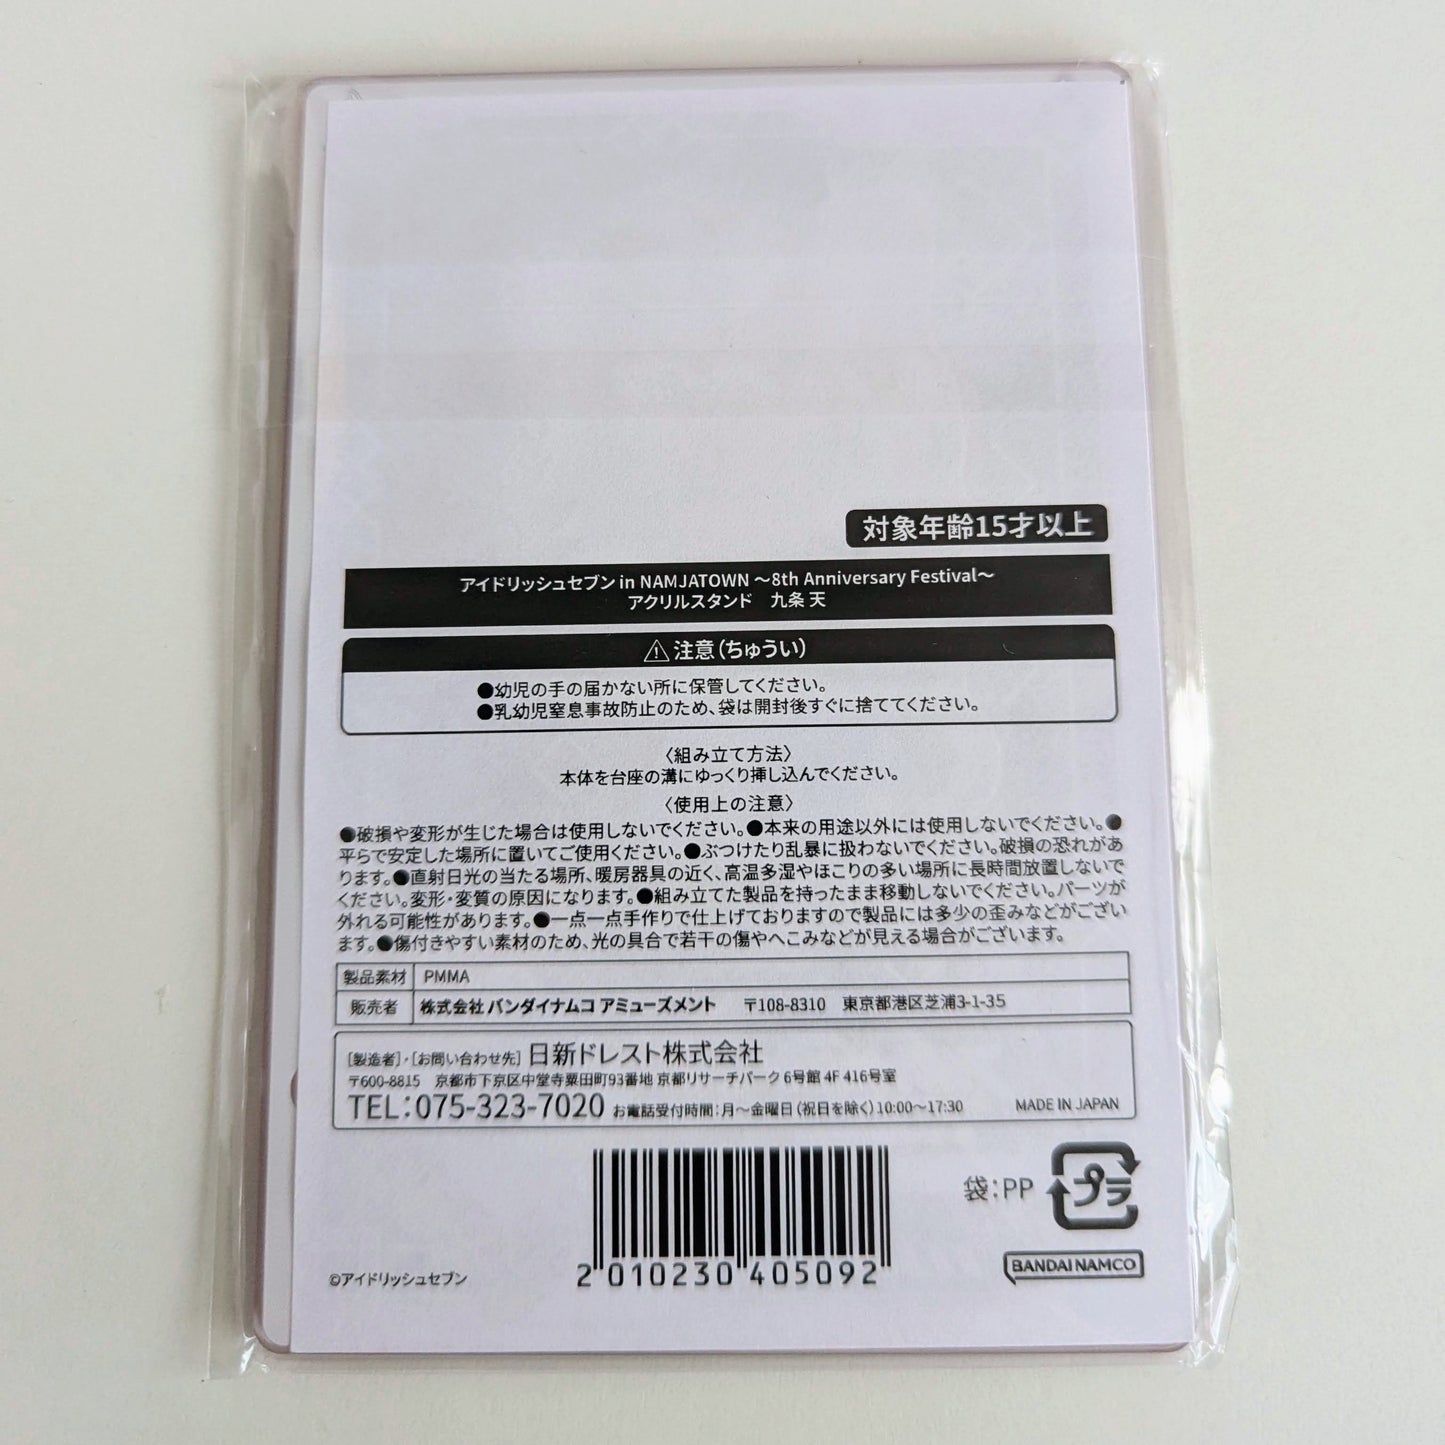 対象年齢15才以上
アイドリッシュセブン in NAMJATOWN ～8th Anniversary Festival～
アクリルスタンド　九条 天
注意（ちゅうい）
●幼児の手の届かない所に保管してください。
●乳幼児窒息事故防止のため、袋は開封後すぐに捨ててください。
〈組み立て方法〉
本体を台座の溝にゆっくり挿し込んでください。
〈使用上の注意〉
●破損や変形が生じた場合は使用しないでください。●本来の用途以外には使用しないでください。●
平らで安定した場所に置いてご使用ください。●ぶつけたり乱暴に扱わないでください。破損の恐れがあ
ります。●直射日光の当たる場所、暖房器具の近く、高温多湿やほこりの多い場所に長時間放置しないで
ください。変形・変質の原因になります。●組み立てた製品を持ったまま移動しないでください。パーツが
外れる可能性があります。●一点一点手作りで仕上げておりますので製品には多少の歪みなどがござい
ます。●傷付きやすい素材のため、光の具合で若干の傷やへこみなどが見える場合がございます。
製品素材 PMMA
販売者 株式会社 バンダイナムコ アミューズメント 〒108-8310 東京都港区芝浦3-1-35
［製造者］・［お問い合わせ先］日新ドレスト株式会社
〒600-8815 京都市下京区中堂寺粟田町93番地 京都リサーチパーク 6号館 4F 416号室
TEL：075-323-7020 お電話受付時間：月～金曜日（祝日を除く）10:00～17:30 MADE IN JAPAN
袋：PP プラ
BANDAI NAMCO
©アイドリッシュセブン
2 010230 405092